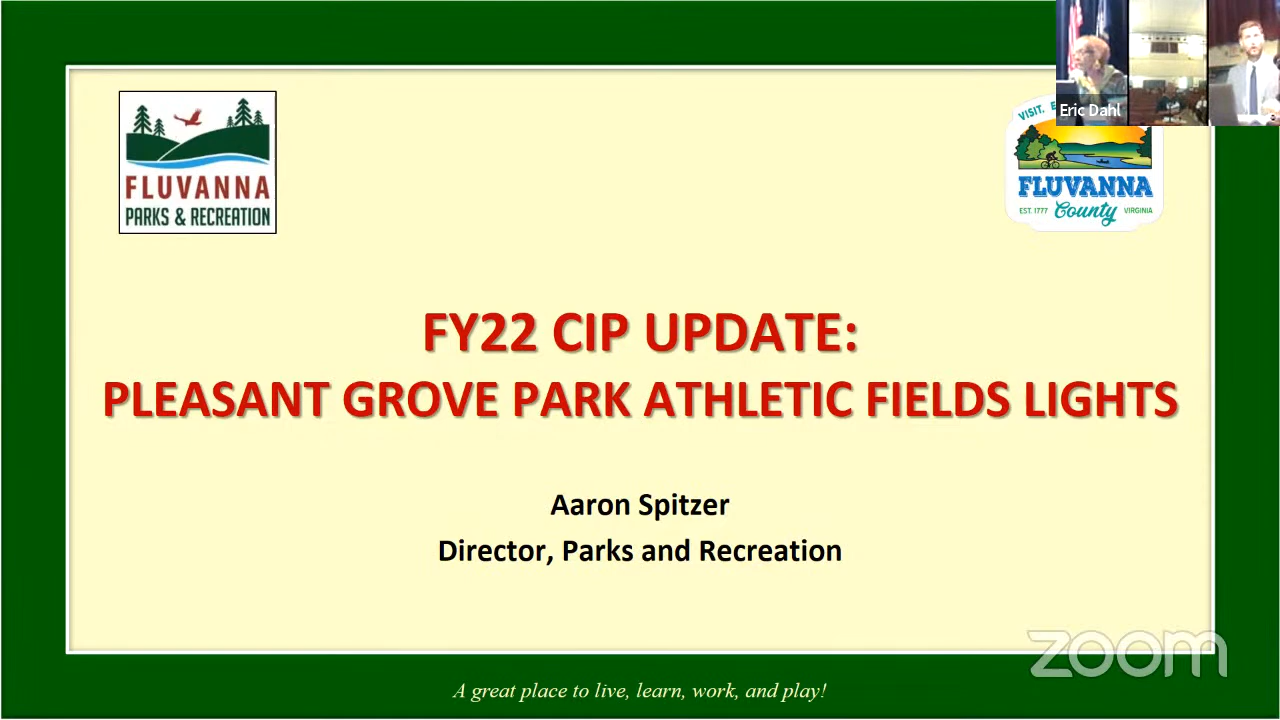 FLUVANNA
PARKS & RECREATION
Eric Dahl
VISIT.
FLUVANNA
EST. 1777 County VIRGINIA
FY22 CIP UPDATE:
PLEASANT GROVE PARK ATHLETIC FIELDS LIGHTS
Aaron Spitzer
Director, Parks and Recreation
zoom
A great place to live, learn, work, and play!